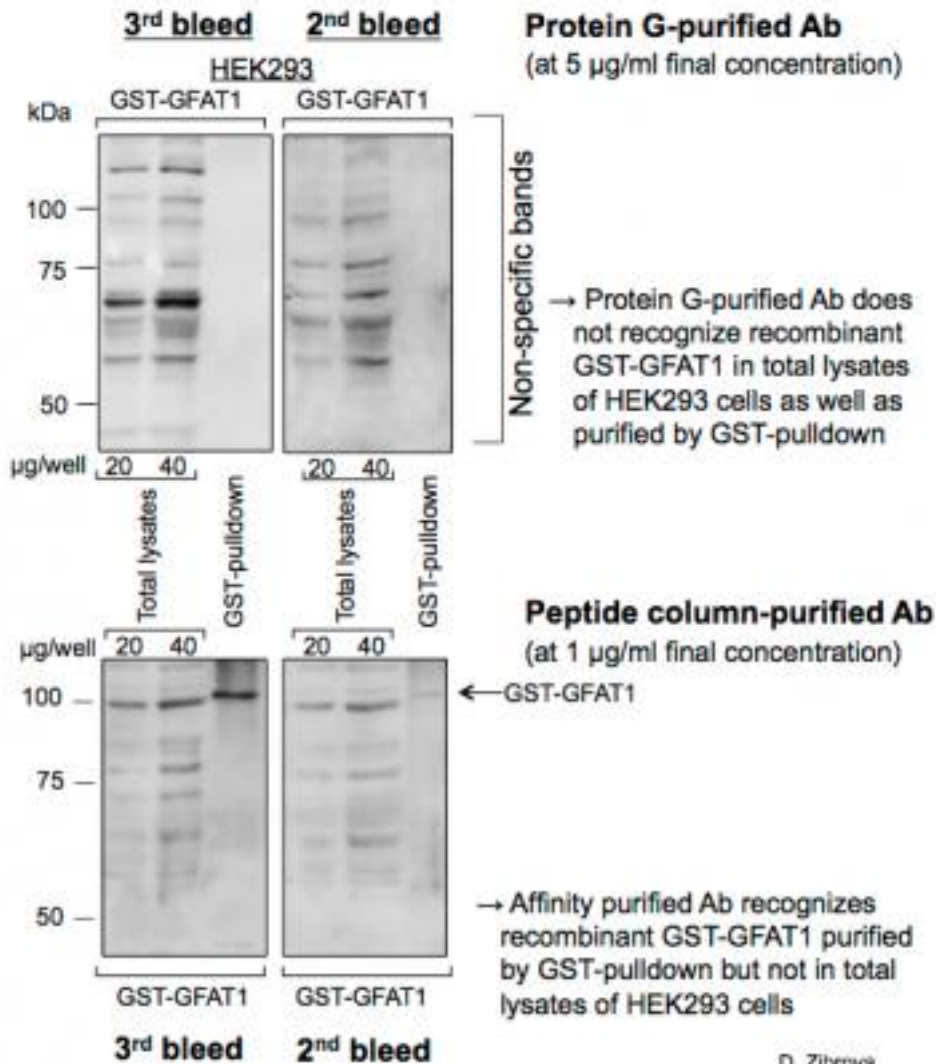 3rd bleed 2nd bleed
HEK293
GST-GFAT1 GST-GFAT1
kDa
100
75
50
µg/well 20 40 20 40
Total lysates GST-pulldown Total lysates GST-pulldown
Protein G-purified Ab
(at 5 µg/ml final concentration)
Non-specific bands
→ Protein G-purified Ab does
not recognize recombinant
GST-GFAT1 in total lysates
of HEK293 cells as well as
purified by GST-pulldown
µg/well 20 40 20 40
100
75
50
Peptide column-purified Ab
(at 1 µg/ml final concentration)
←GST-GFAT1
→ Affinity purified Ab recognizes
recombinant GST-GFAT1 purified
by GST-pulldown but not in total
lysates of HEK293 cells
GST-GFAT1 GST-GFAT1
3rd bleed 2nd bleed
D. Zibrova